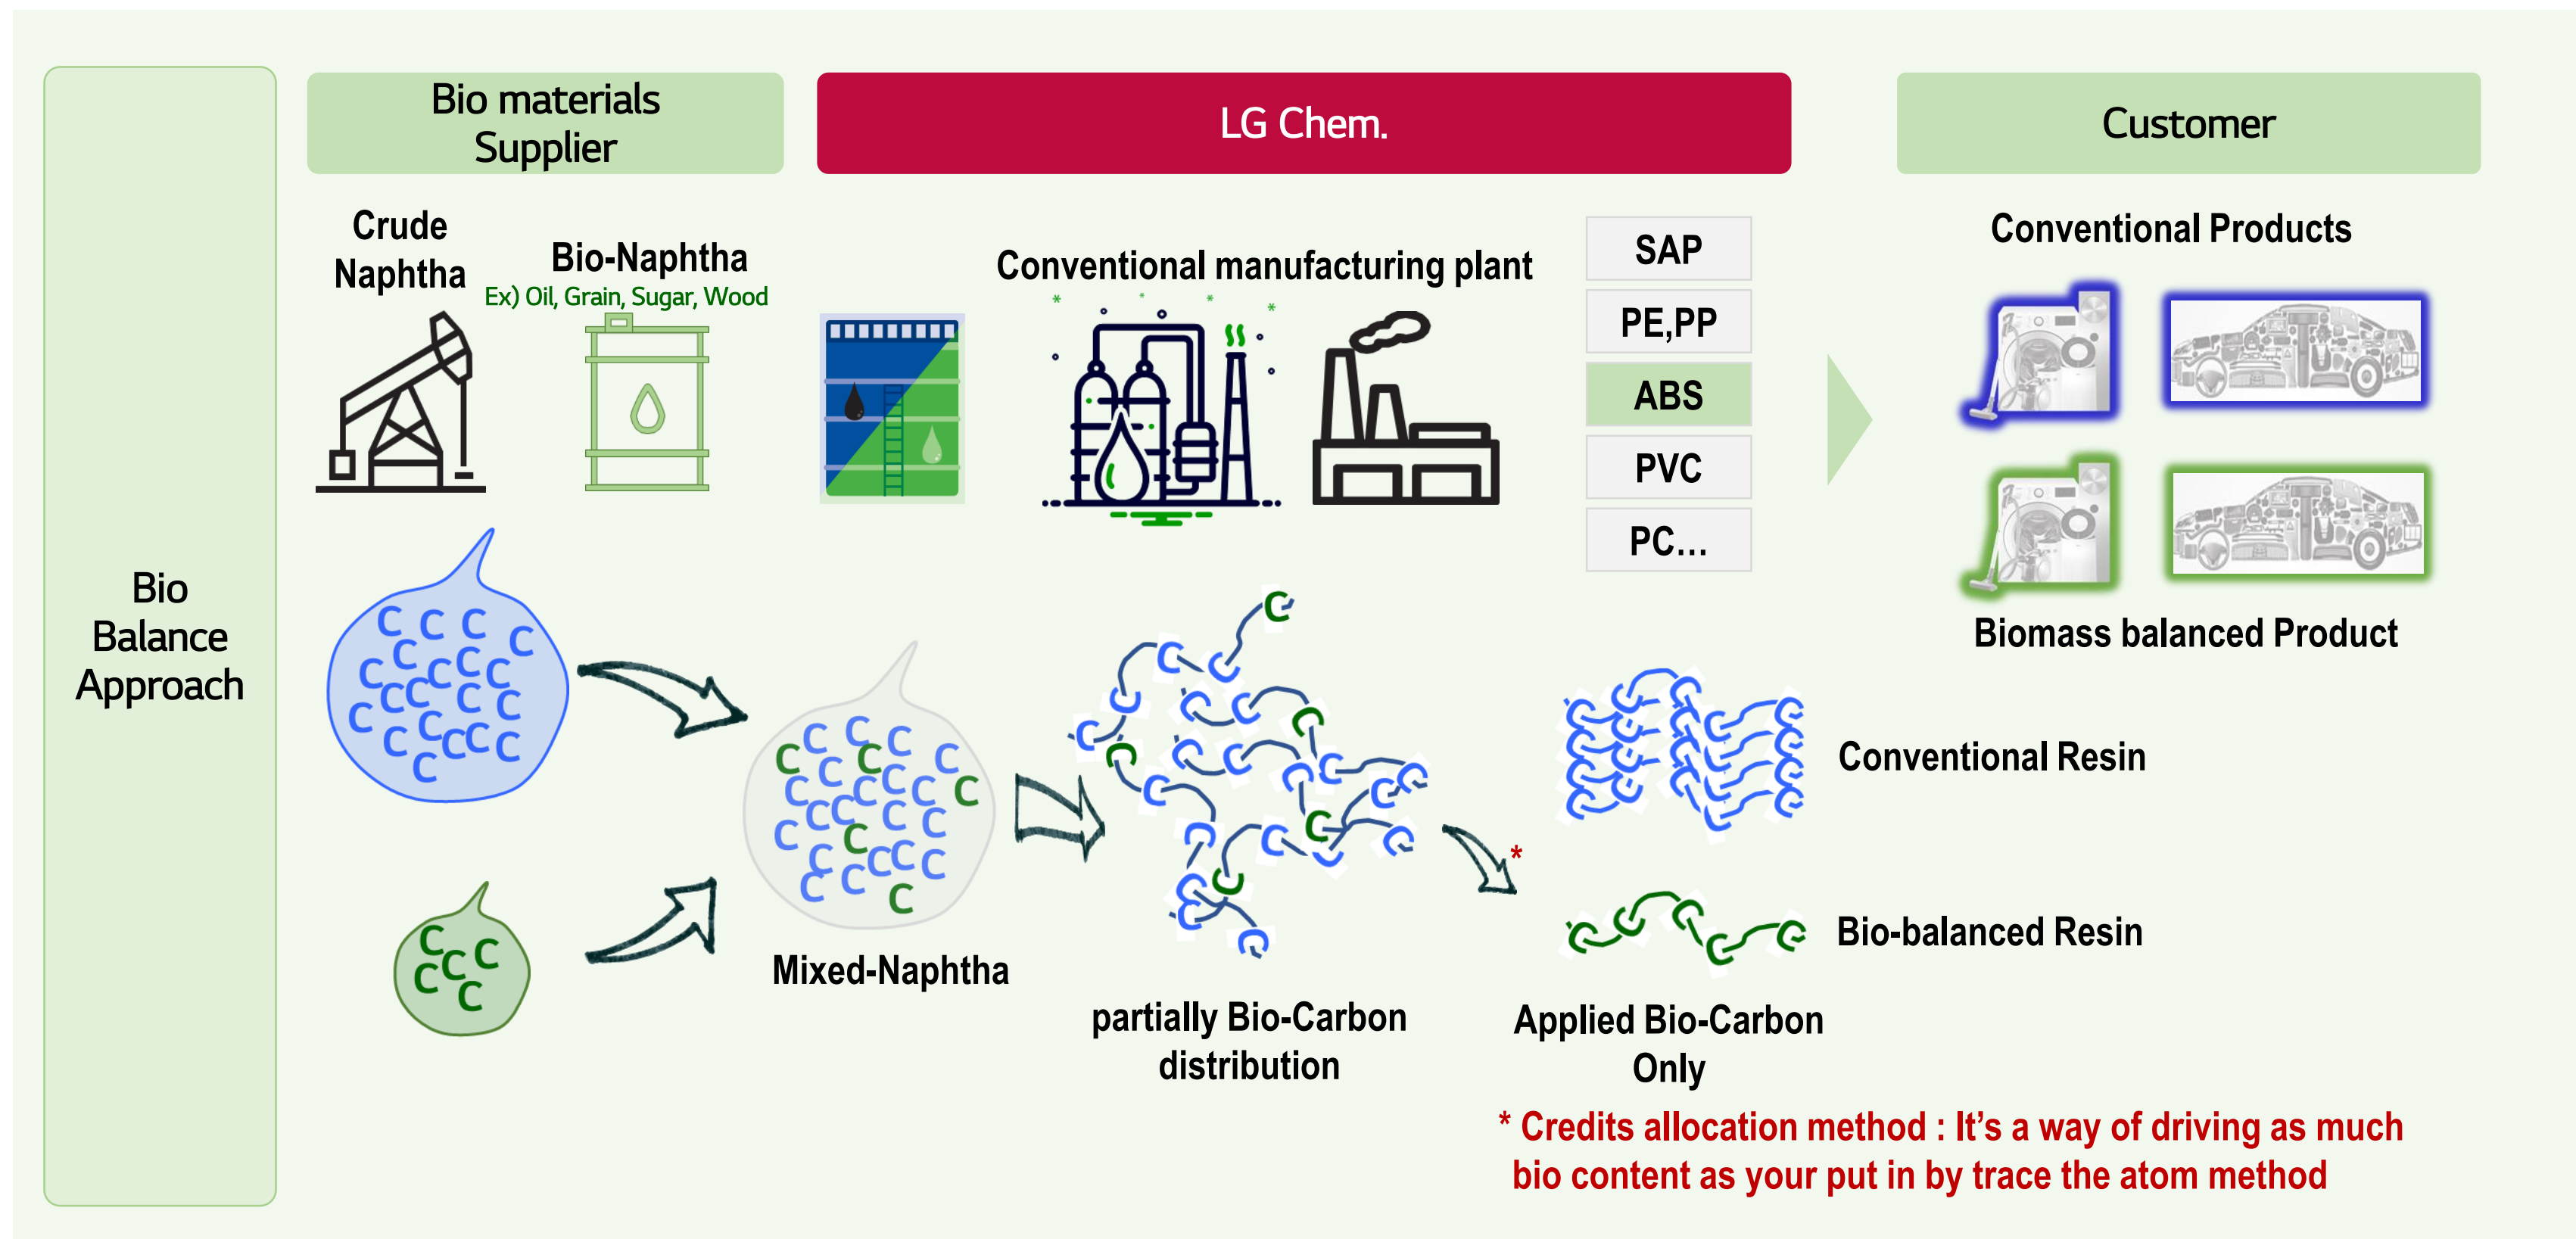 Bio materials
Supplier
LG Chem.
Customer
Bio
Balance
Approach
Crude
Naphtha
Bio-Naphtha
Ex) Oil, Grain, Sugar, Wood
Conventional manufacturing plant
SAP
PE,PP
ABS
PVC
PC...
Conventional Products
Biomass balanced Product
C C C C C C C C C C C C C C C C C C C C C C
C C C C C
Mixed-Naphtha
partially Bio-Carbon
distribution
Conventional Resin
Bio-balanced Resin
Applied Bio-Carbon
Only
*
* Credits allocation method : It's a way of driving as much
bio content as your put in by trace the atom method